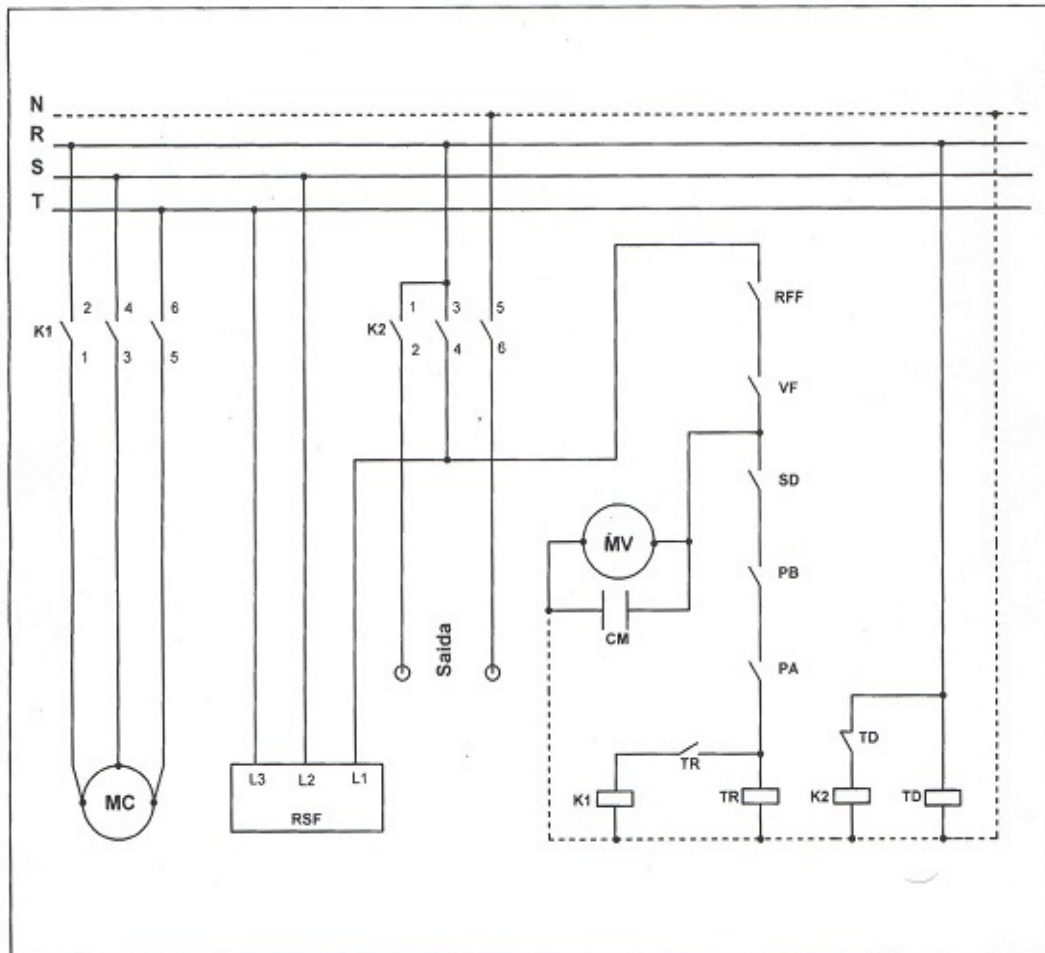 N
R
S
T
2 4 6
K1
1 3 5
1 3 5
K2
2 4 6
RFF
VF
SD
MV
PB
CM
Saída
PA
TD
TR
L3 L2 L1
MC
RSF
K1 TR K2 TD